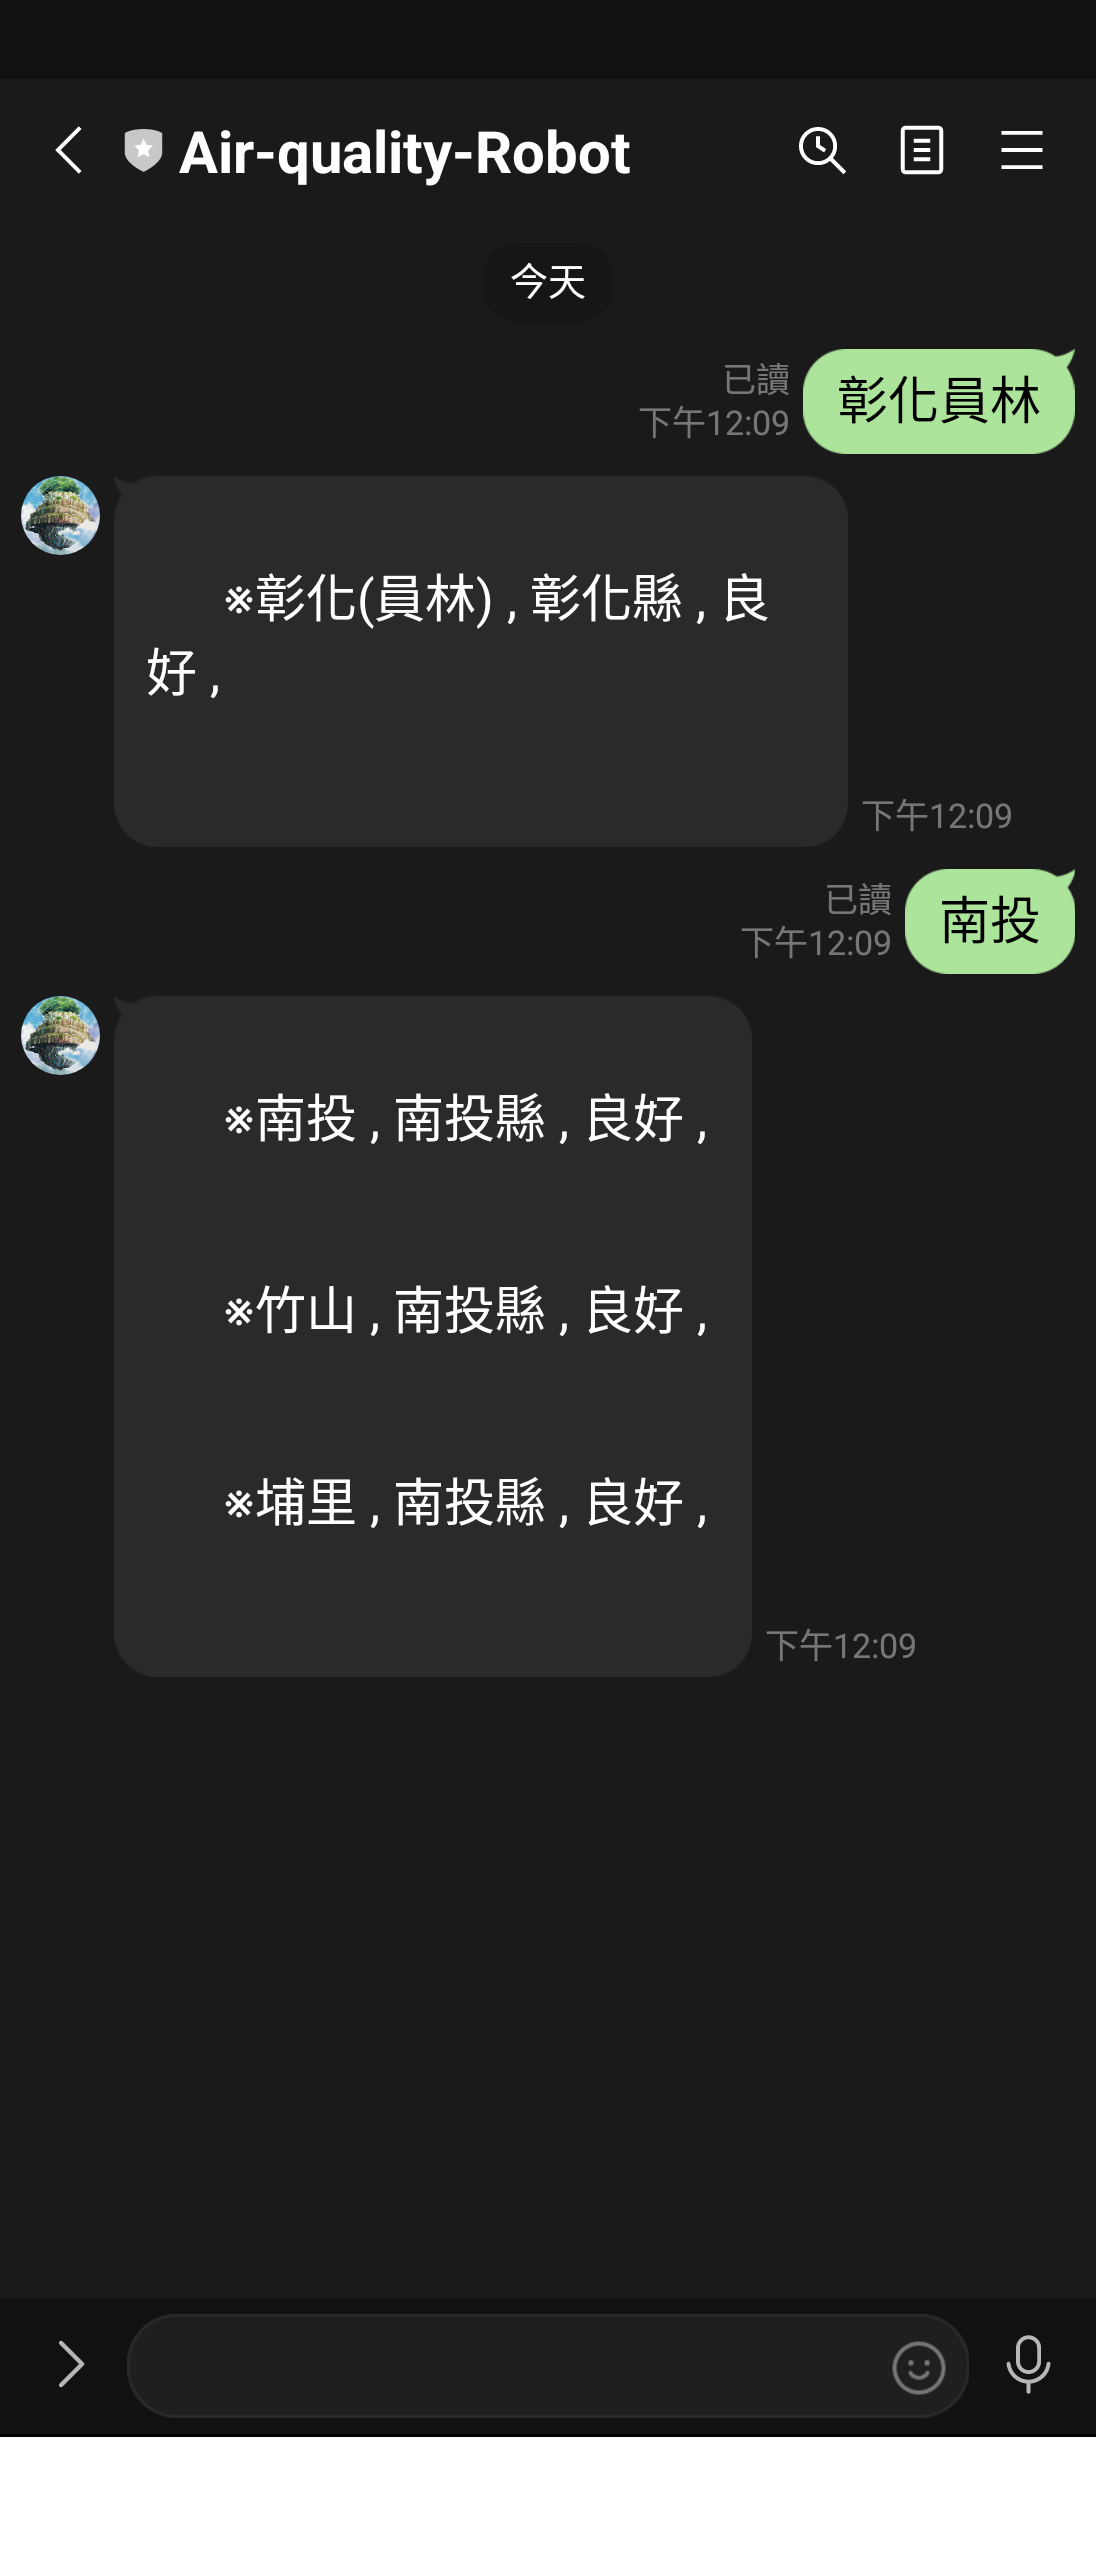 Air-quality-Robot
今天
已讀
下午12:09
彰化員林
※彰化(員林) , 彰化縣 , 良
好 ,
下午12:09
已讀
下午12:09
南投
※南投 , 南投縣 , 良好 ,
※竹山 , 南投縣 , 良好 ,
※埔里 , 南投縣 , 良好 ,
下午12:09